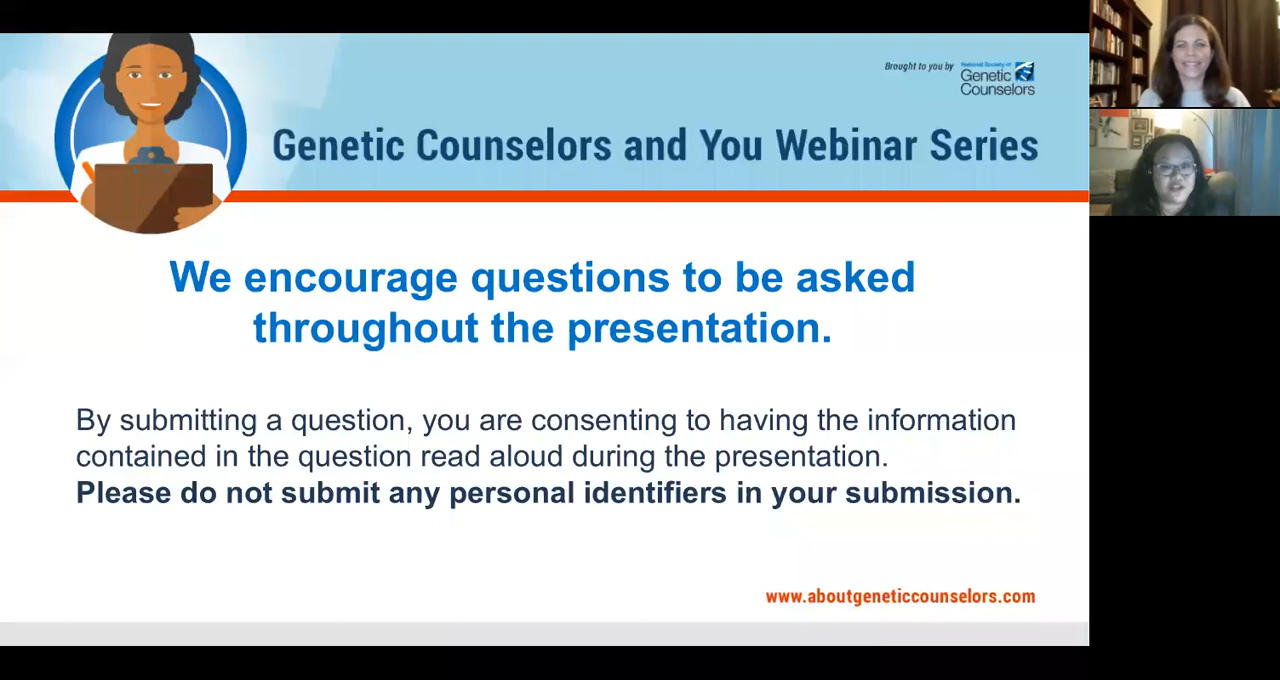 Brought to you by
National Society of
Genetic
Counselors
Genetic Counselors and You Webinar Series
We encourage questions to be asked
throughout the presentation.
By submitting a question, you are consenting to having the information
contained in the question read aloud during the presentation.
Please do not submit any personal identifiers in your submission.
www.aboutgeneticcounselors.com